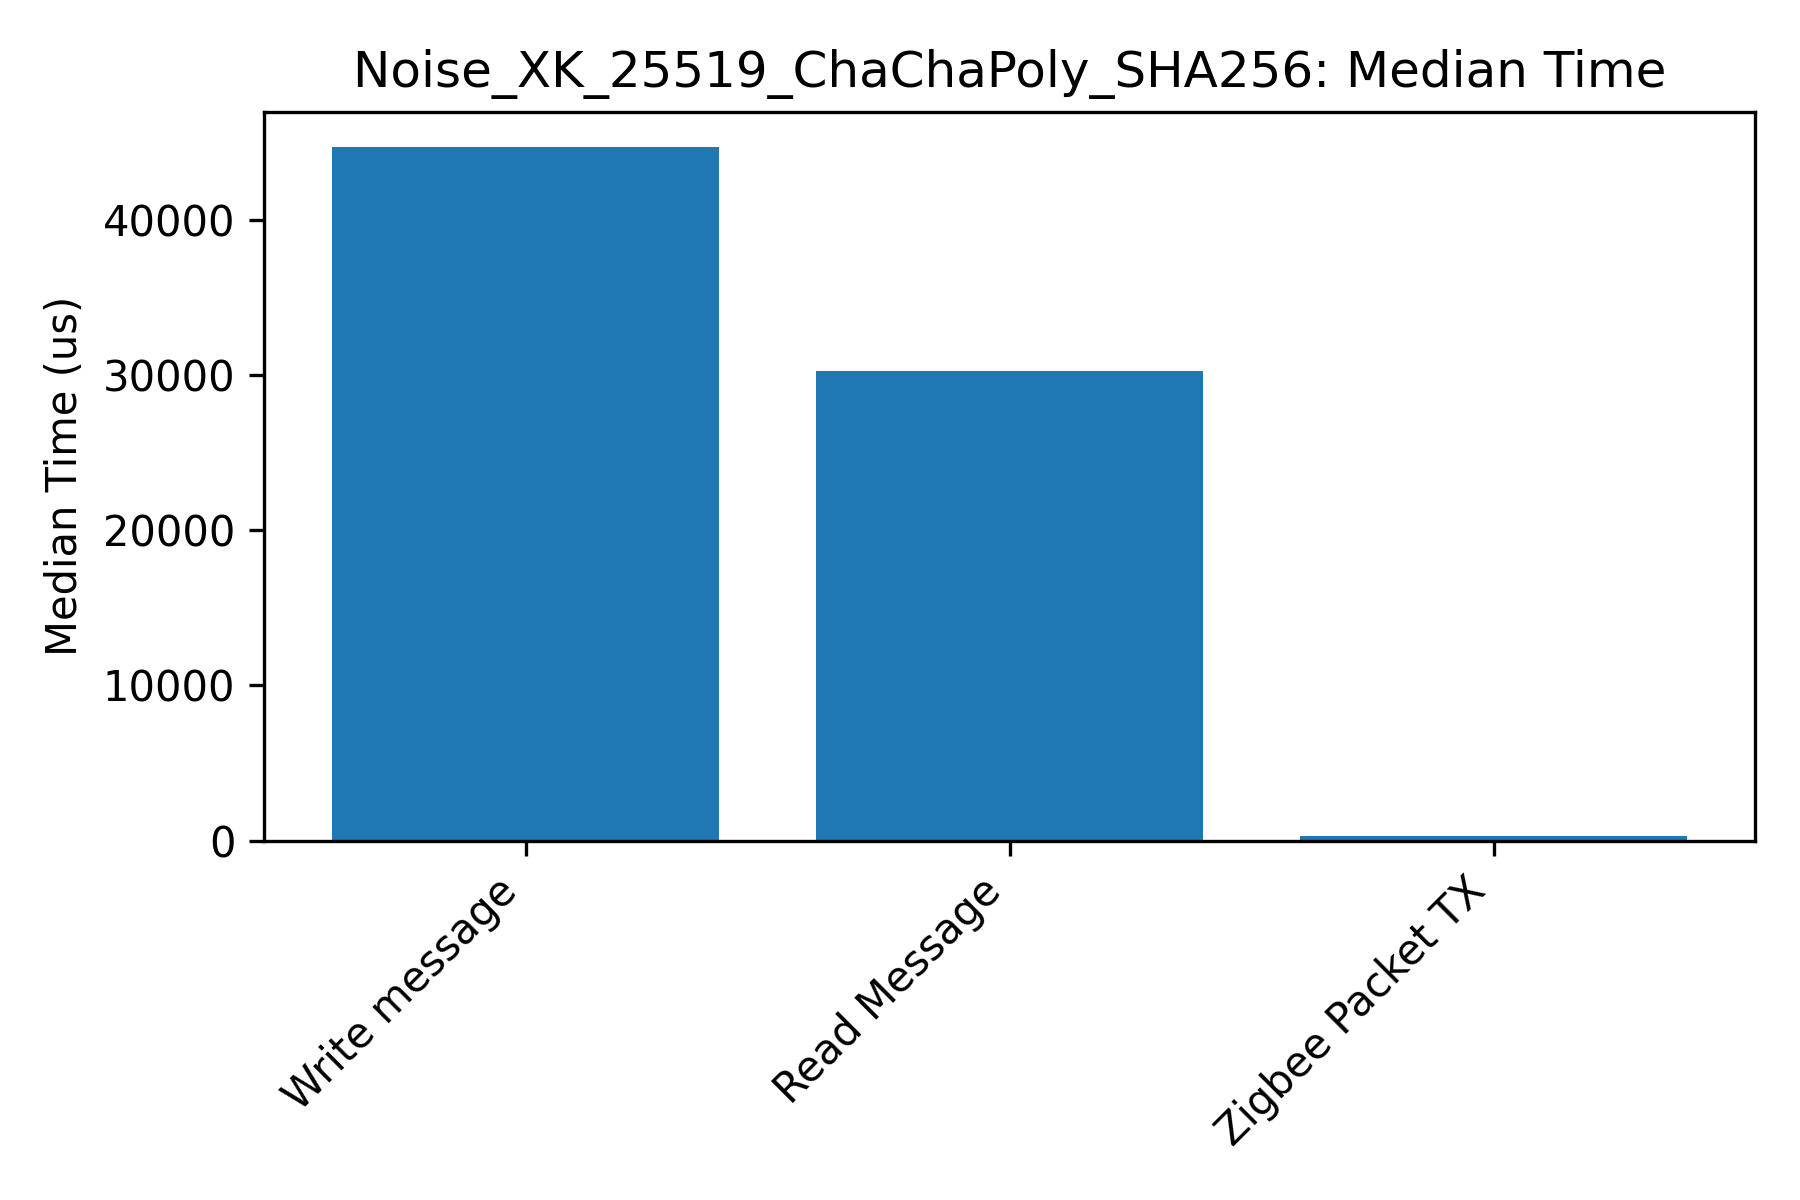 Noise_XK_25519_ChaChaPoly_SHA256: Median Time
Median Time (us)
40000
30000
20000
10000
0
Write message
Read Message
Zigbee Packet TX